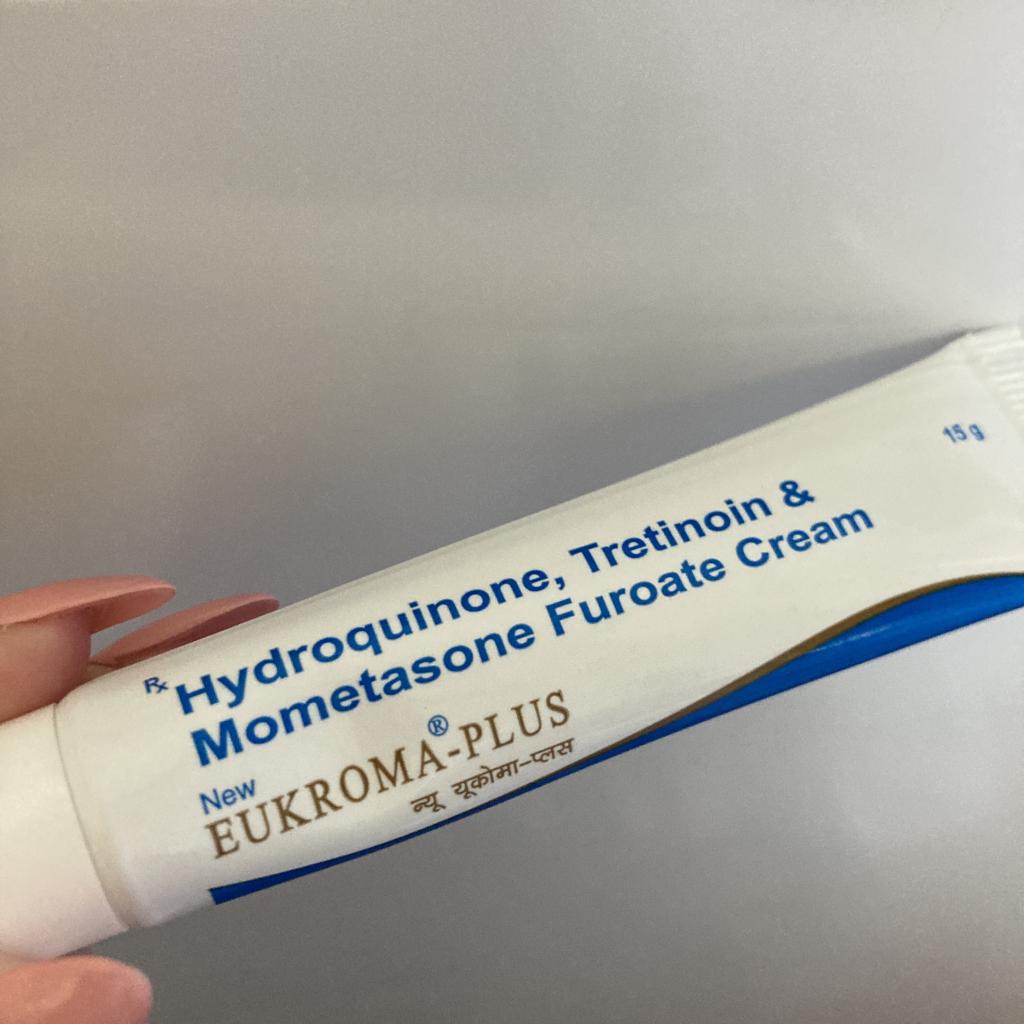 Rx Hydroquinone, Tretinoin &
Mometasone Furoate Cream
New
EUKROMA®-PLUS
न्यू यूक्रोमा-प्लस
15 g